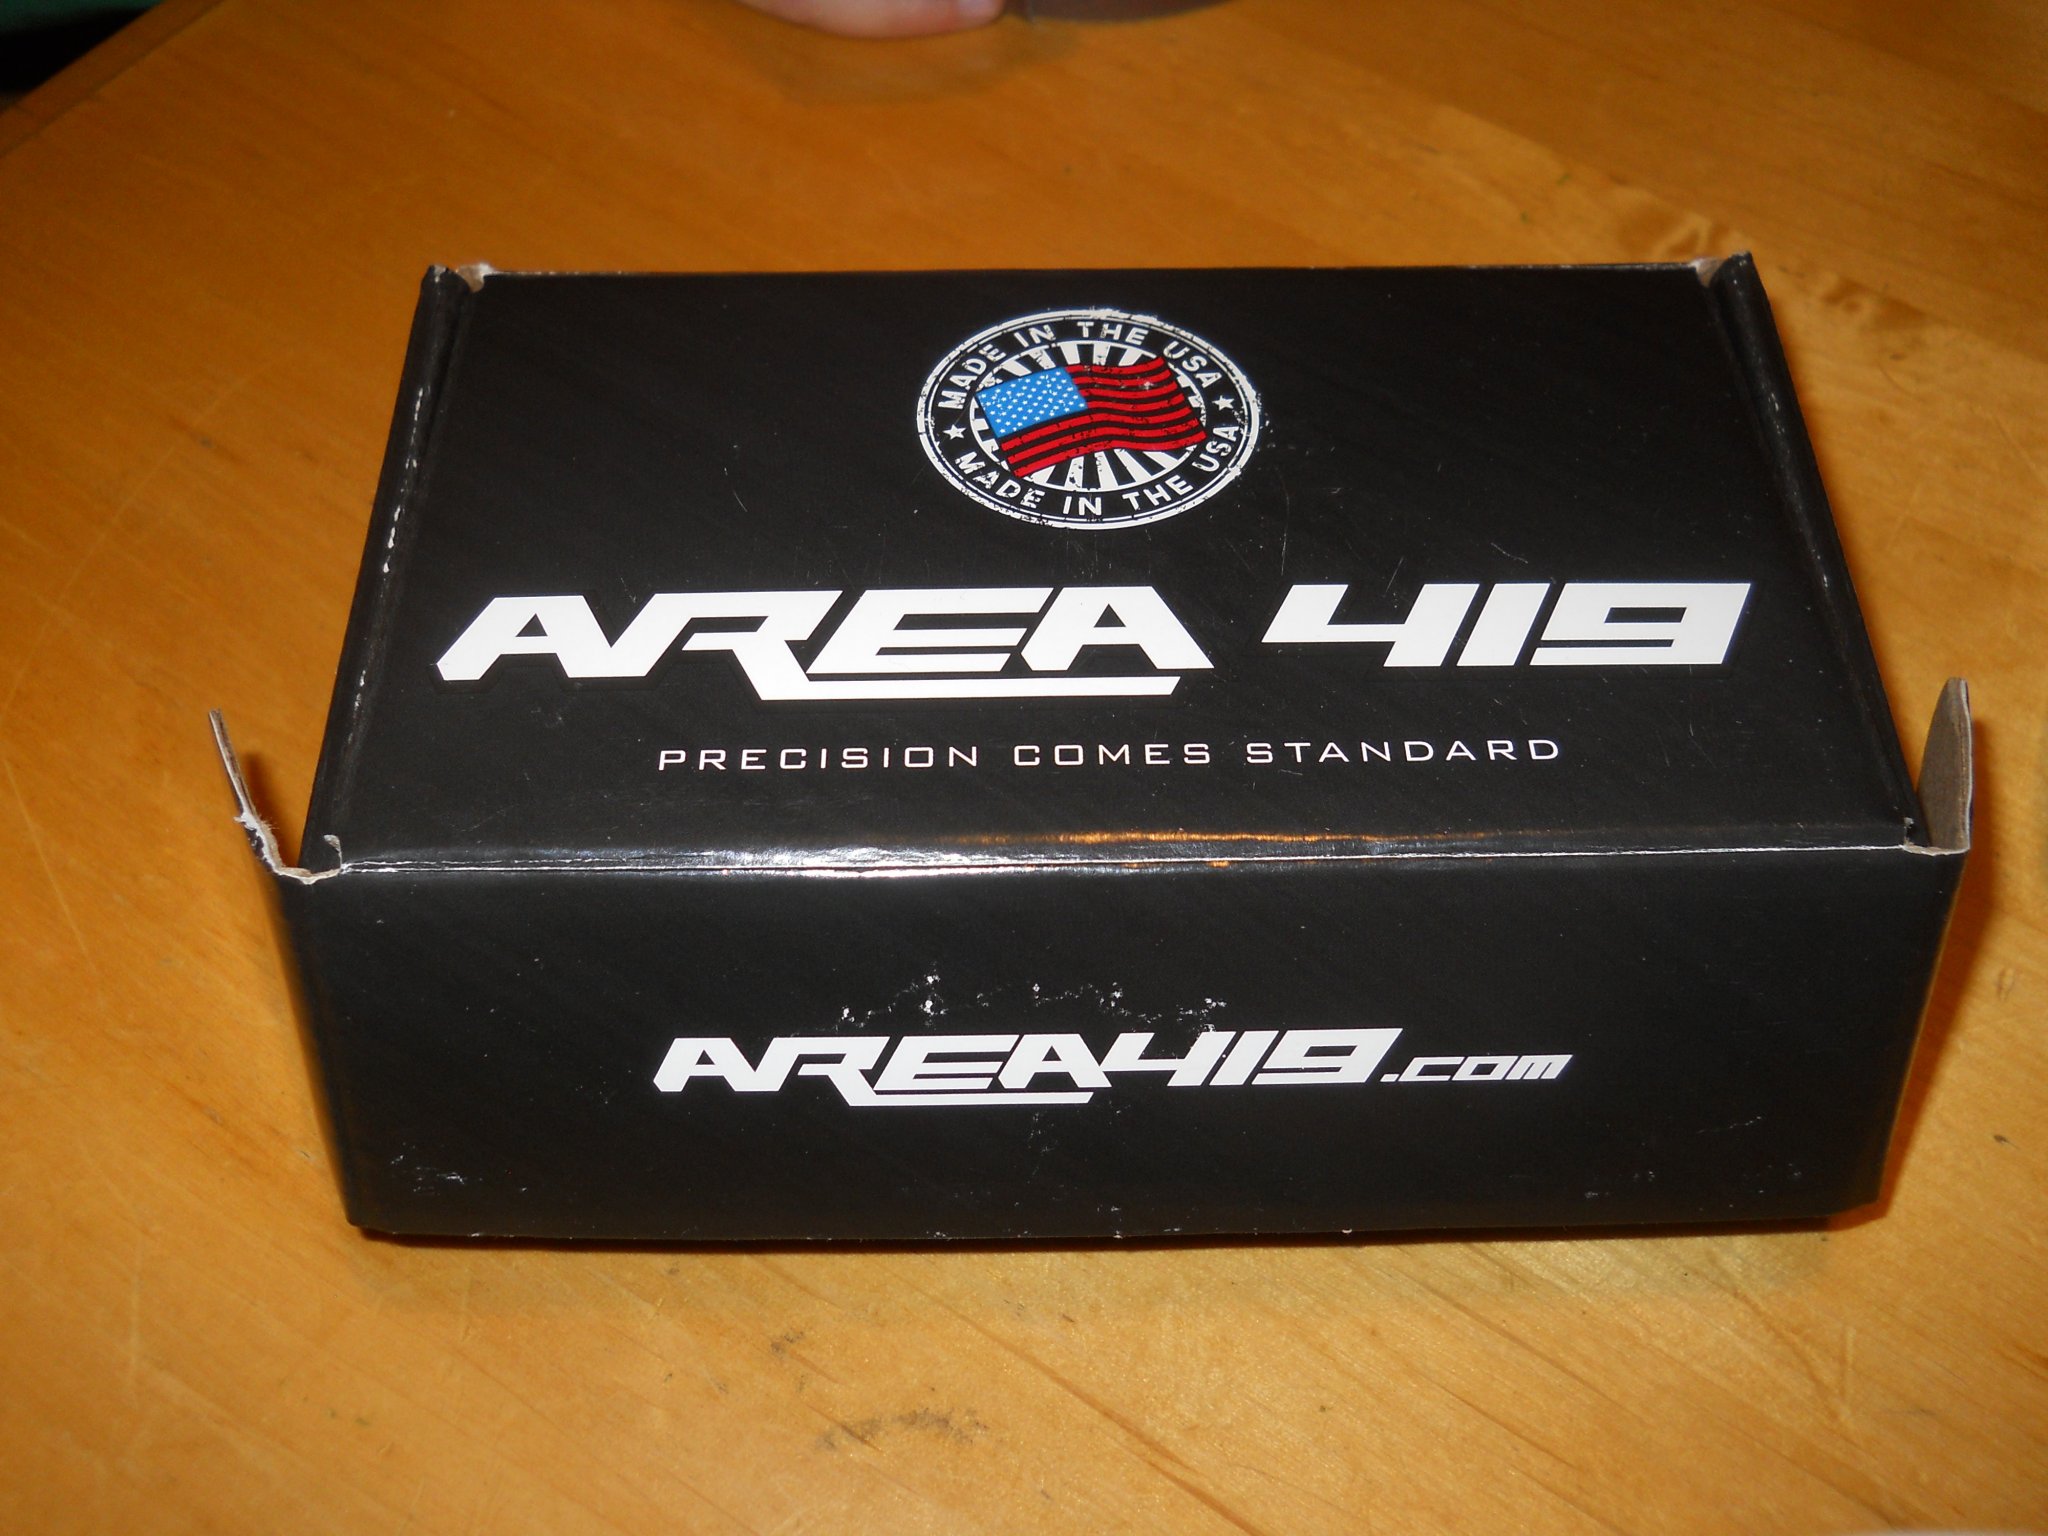 MADE IN THE USA
MADE IN THE USA
AREA 419
PRECISION COMES STANDARD
AREA419.com